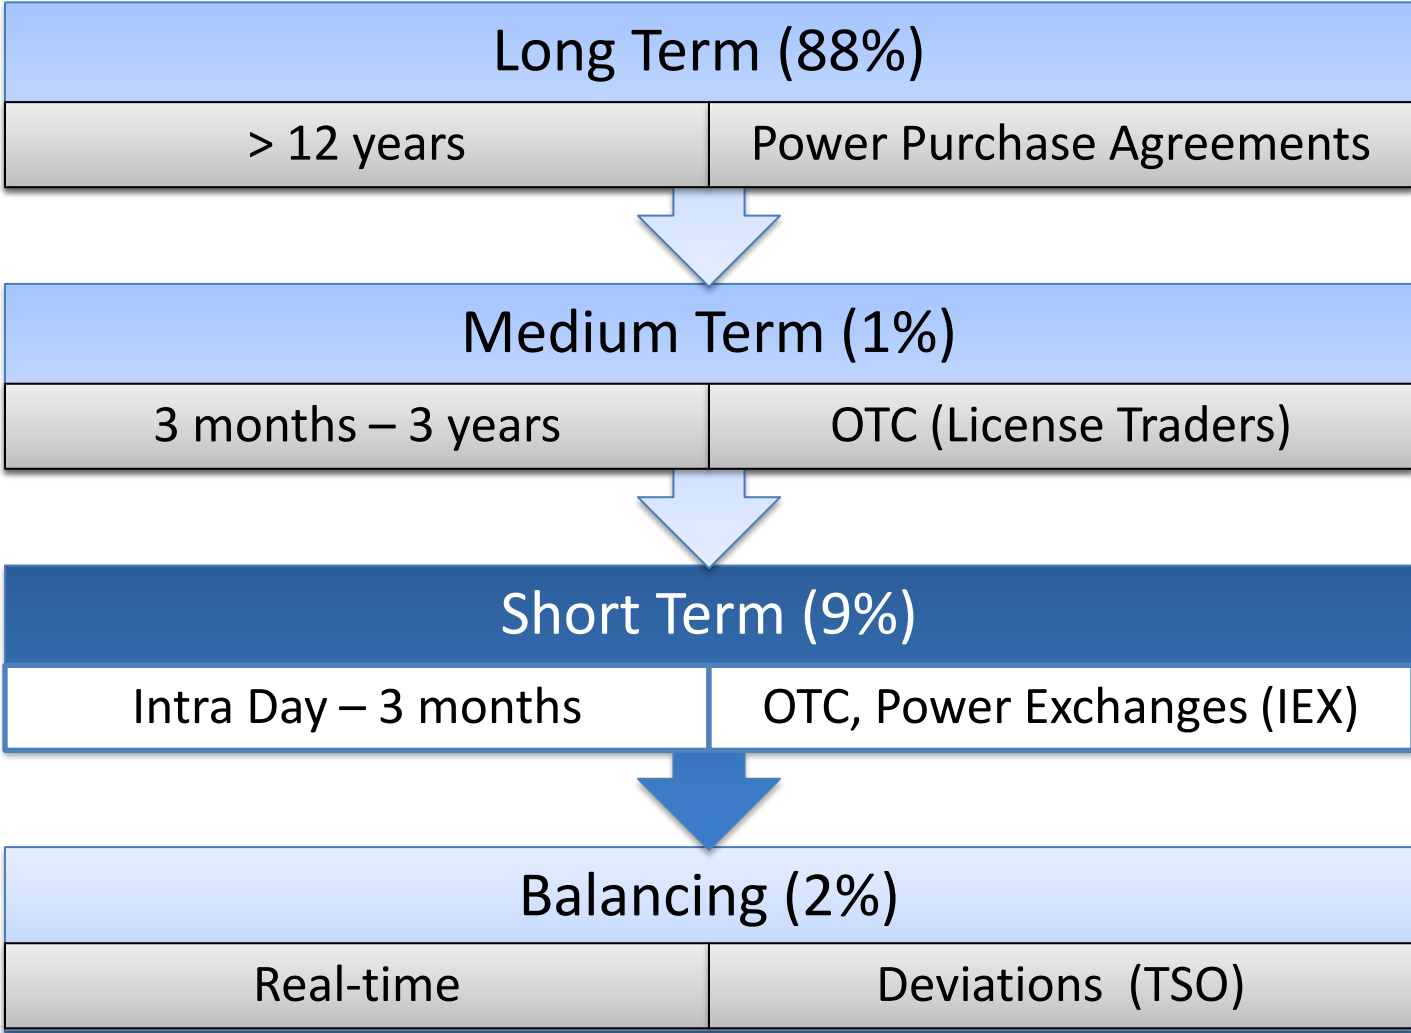 Long Term (88%)
> 12 years
Power Purchase Agreements
Medium Term (1%)
3 months – 3 years
OTC (License Traders)
Short Term (9%)
Intra Day – 3 months
OTC, Power Exchanges (IEX)
Balancing (2%)
Real-time
Deviations  (TSO)